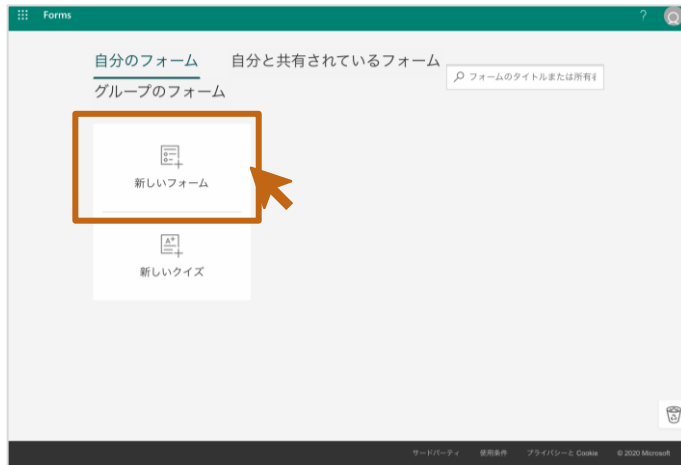 Forms ?
自分のフォーム 自分と共有されているフォーム
フォームのタイトルまたは所有者
グループのフォーム
新しいフォーム
新しいクイズ
サードパーティ 使用条件 プライバシーと Cookie © 2020 Microsoft